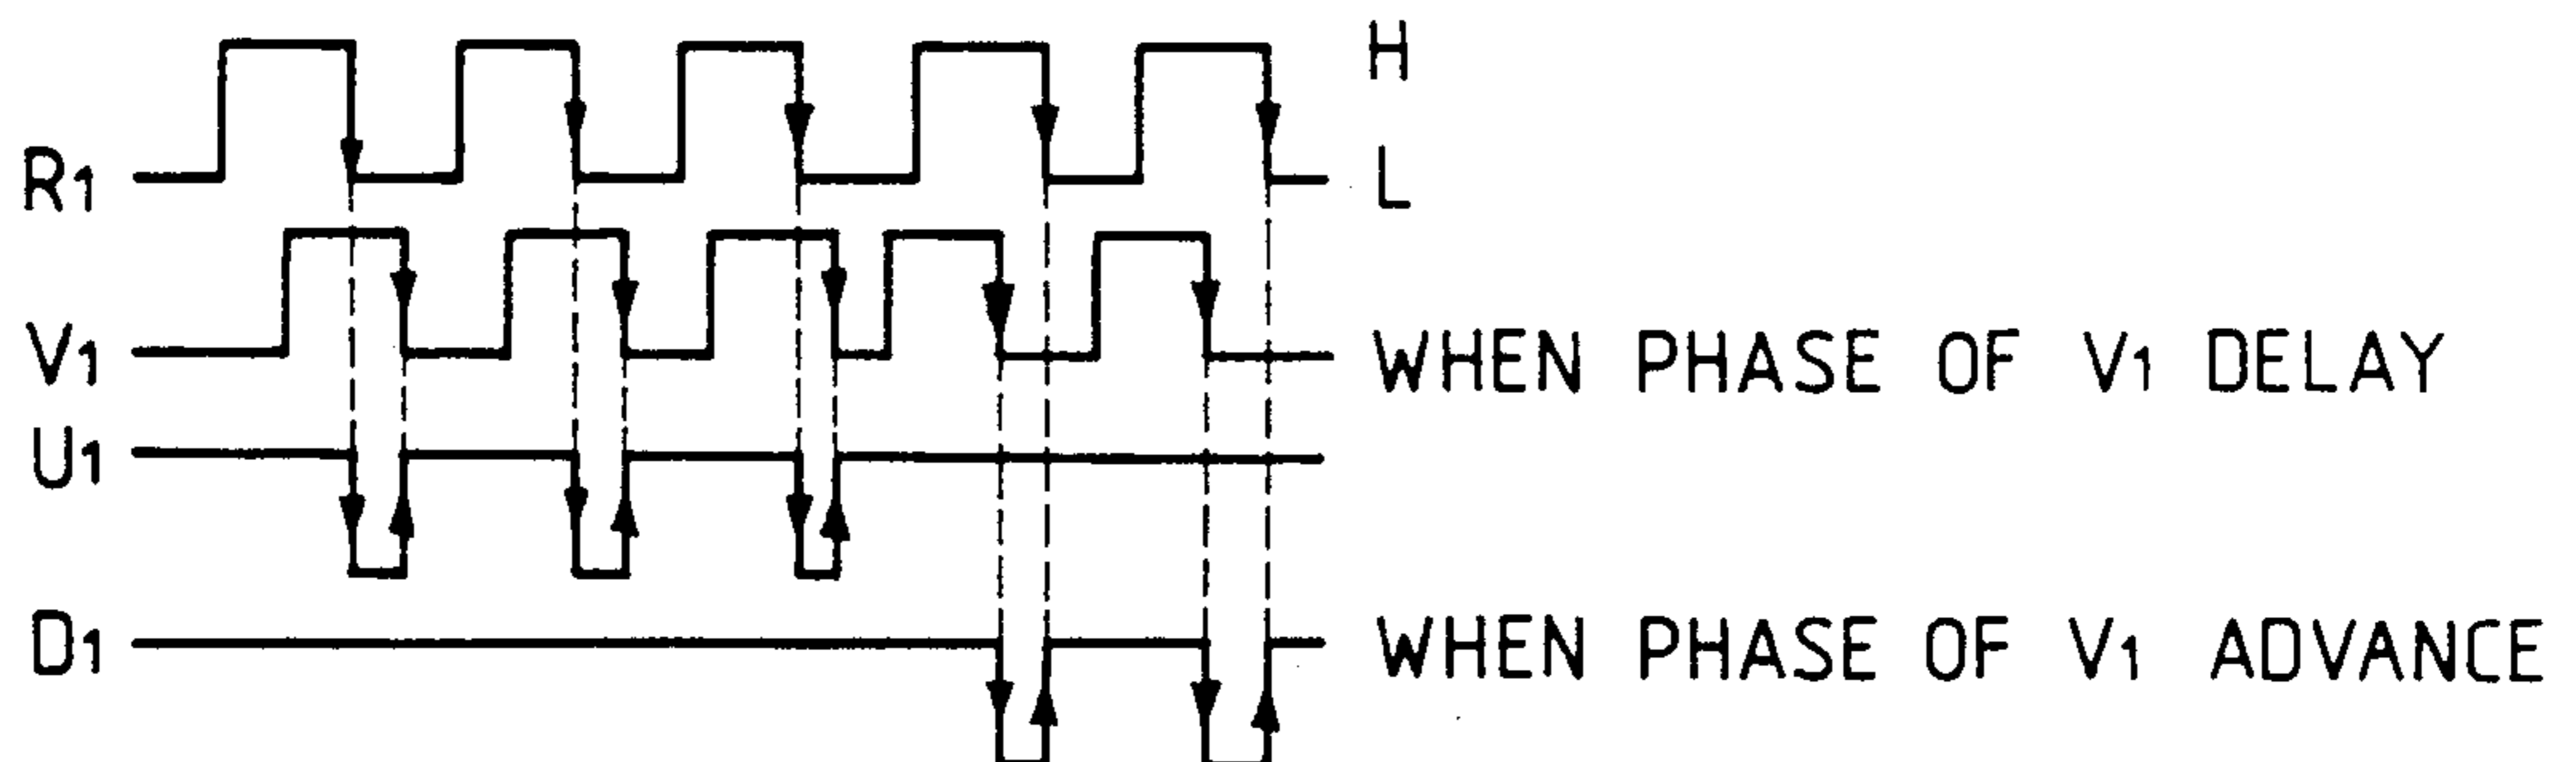 H
R1 L
V1 WHEN PHASE OF V1 DELAY
U1
D1 WHEN PHASE OF V1 ADVANCE